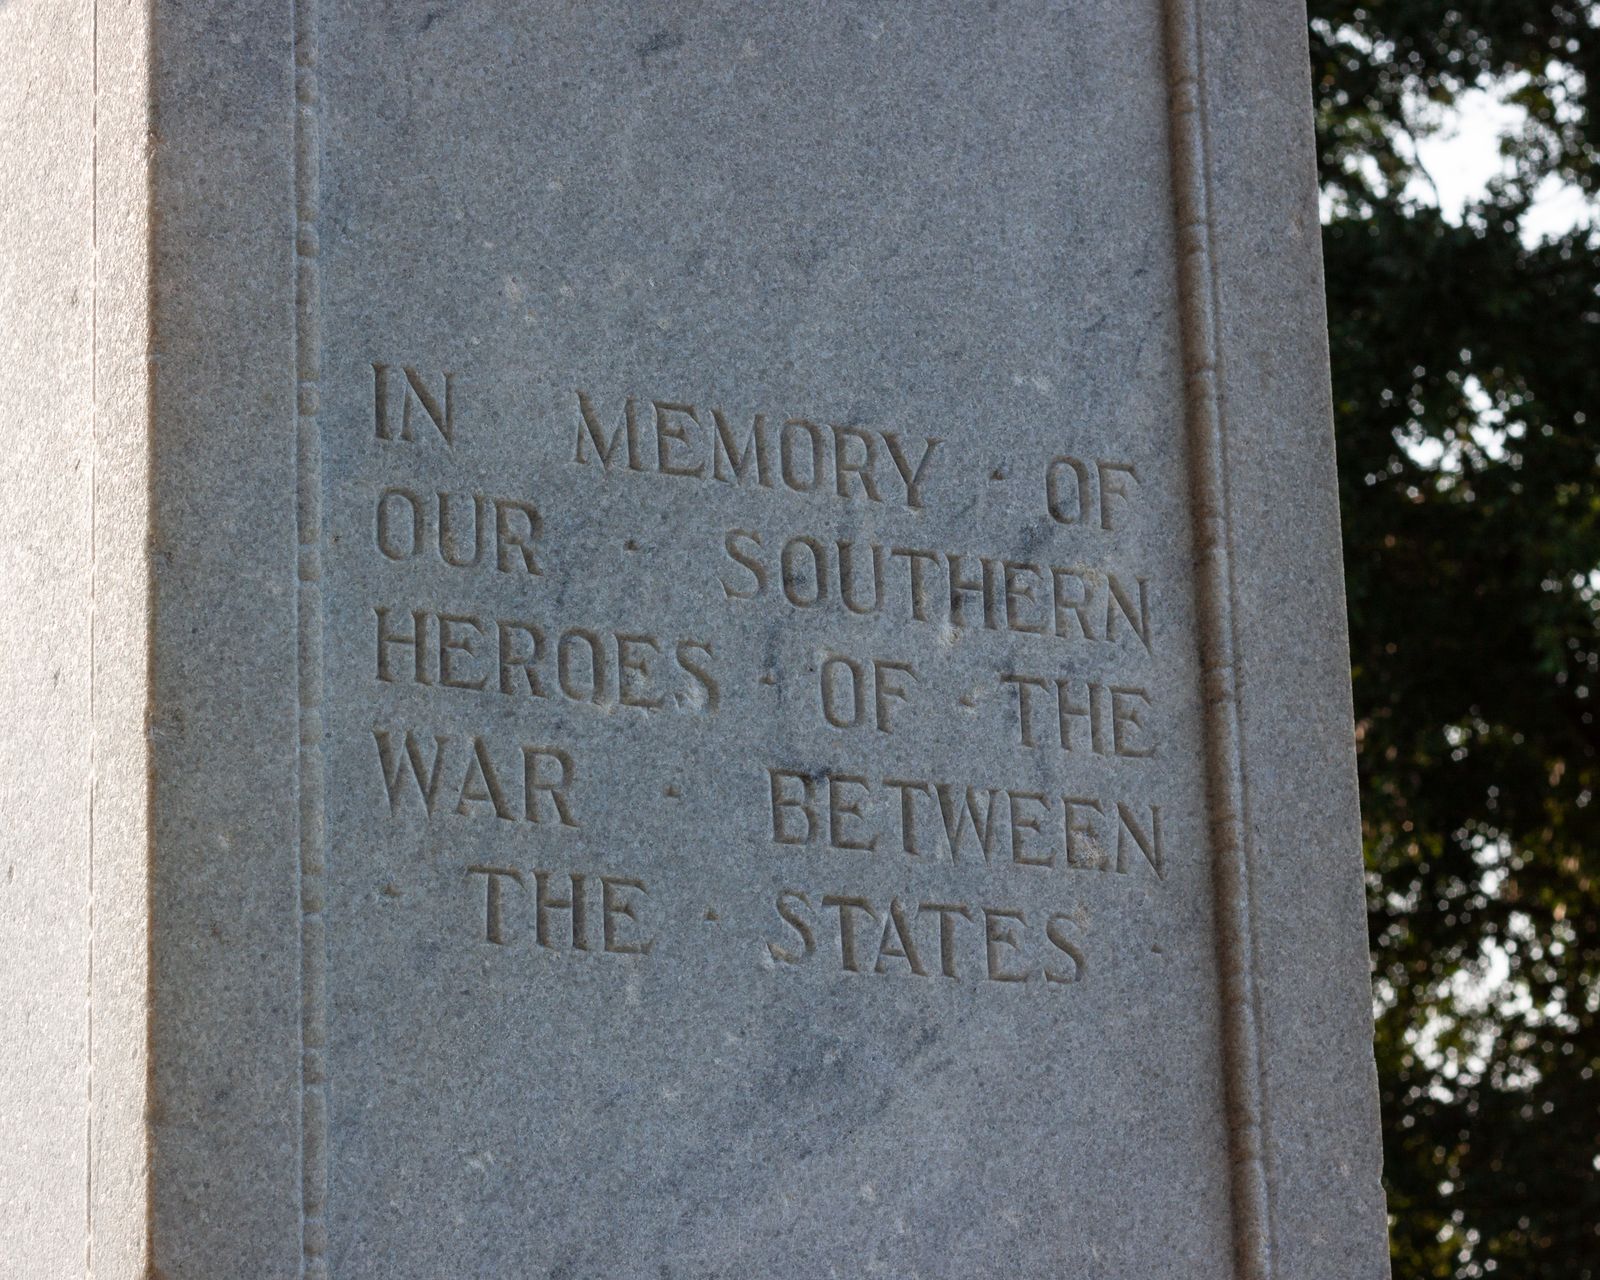 IN MEMORY · OF
OUR · SOUTHERN
HEROES · OF · THE
WAR · BETWEEN
· THE · STATES ·